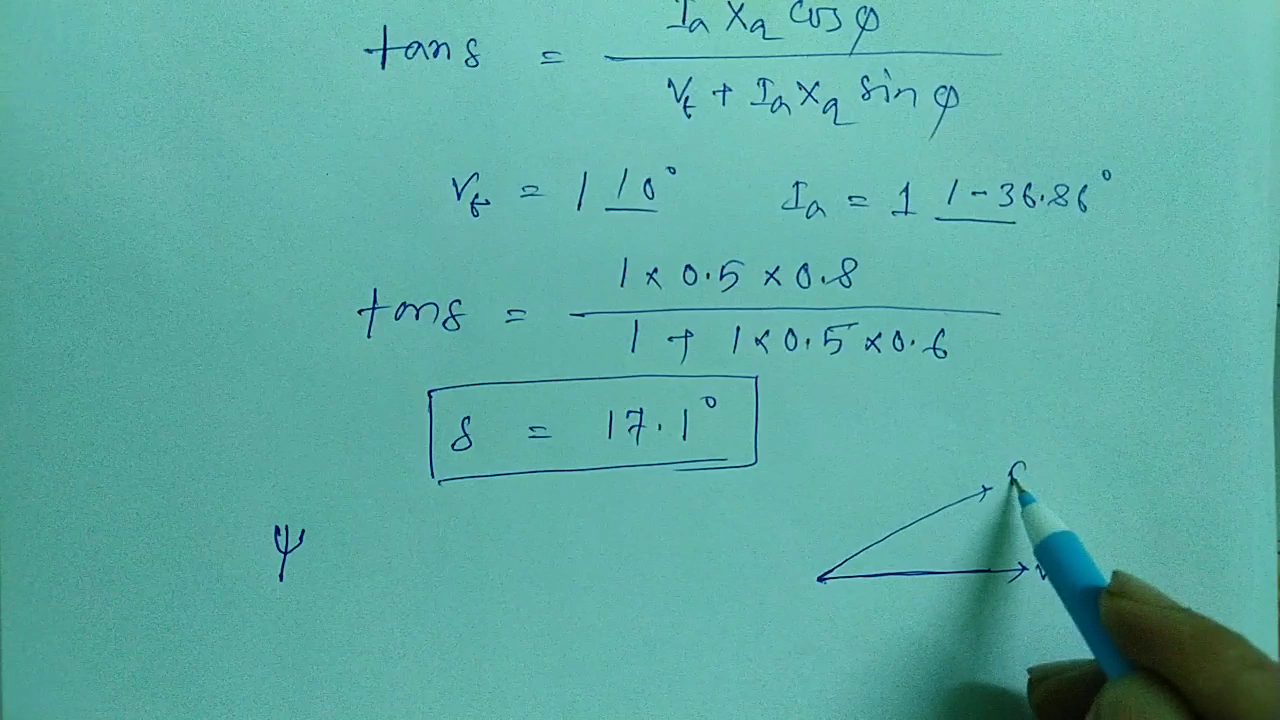 Ia Xq cos φ
tan δ = 
Vt + Ia Xq sin φ
Vt = 1 ∠0° Ia = 1 ∠-36.86°
1 × 0.5 × 0.8
tan δ = 
1 + 1 × 0.5 × 0.6
δ = 17.1°
ψ